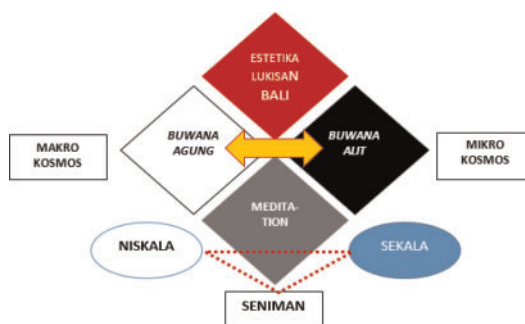 ESTETIKA
LUKISAN
BALI
BUWANA
AGUNG
BUWANA
ALIT
MAKRO
KOSMOS
MIKRO
KOSMOS
MEDITA-
TION
NISKALA
SEKALA
SENIMAN